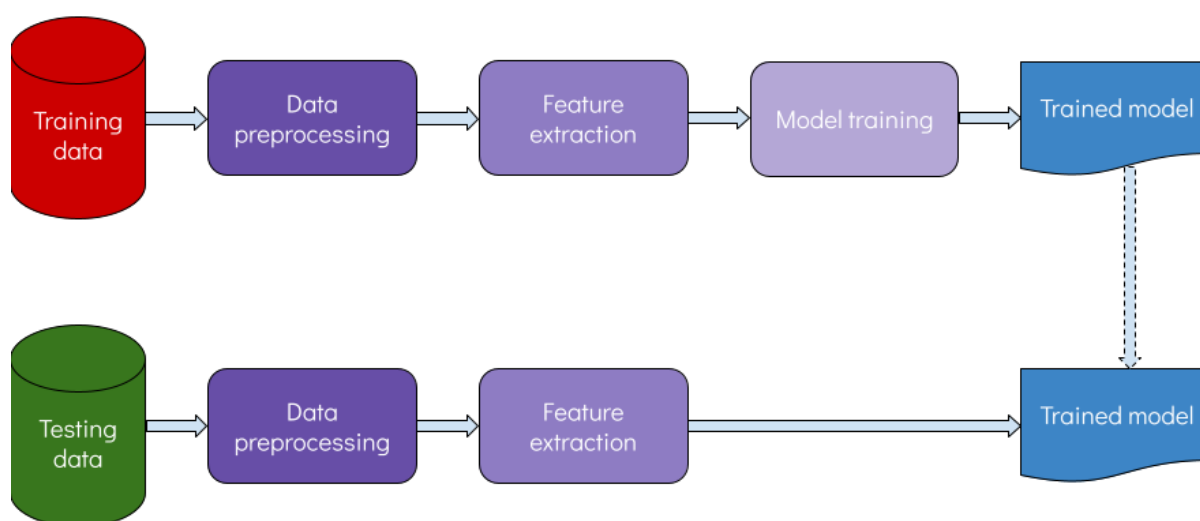 Training
data
Data
preprocessing
Feature
extraction
Model training
Trained model
Testing
data
Data
preprocessing
Feature
extraction
Trained model